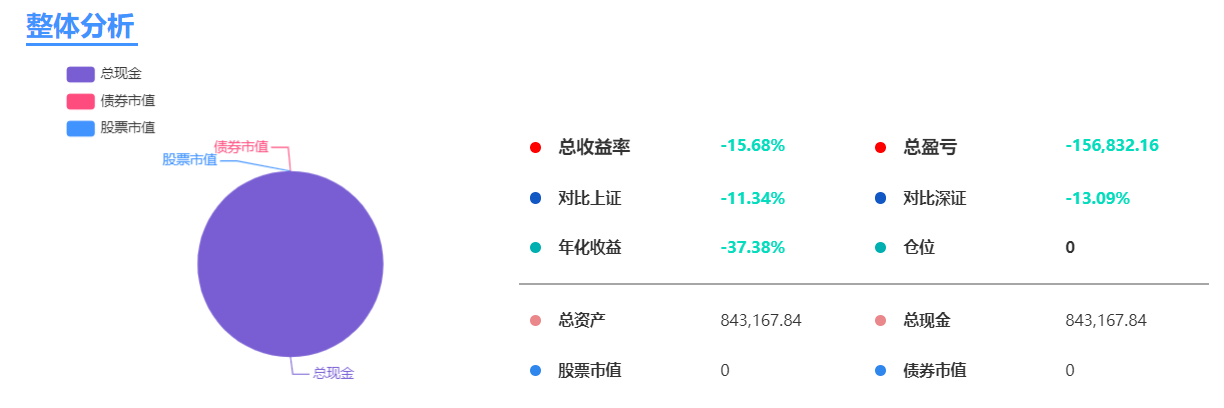 整体分析
总现金
债券市值
股票市值
债券市值
股票市值
总现金
总收益率 -15.68% 总盈亏 -156,832.16
对比上证 -11.34% 对比深证 -13.09%
年化收益 -37.38% 仓位 0
总资产 843,167.84 总现金 843,167.84
股票市值 0 债券市值 0